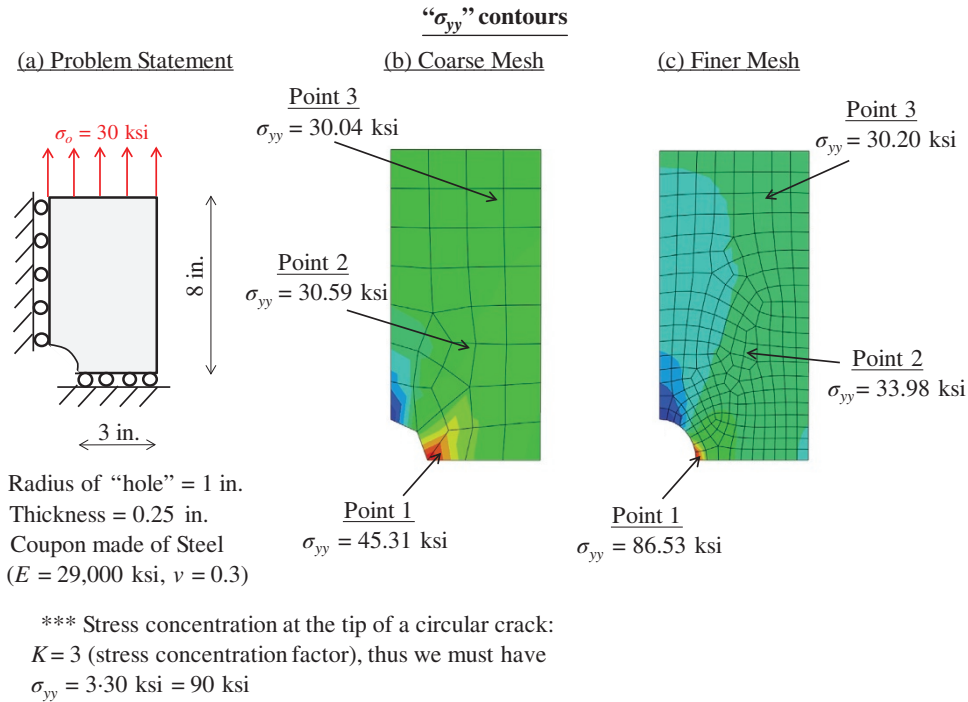 “σyy” contours
(a) Problem Statement
(b) Coarse Mesh
(c) Finer Mesh
σo = 30 ksi
8 in.
3 in.
Radius of “hole” = 1 in.
Thickness = 0.25 in.
Coupon made of Steel
(E = 29,000 ksi, v = 0.3)
Point 3
σyy = 30.04 ksi
Point 2
σyy = 30.59 ksi
Point 1
σyy = 45.31 ksi
Point 3
σyy = 30.20 ksi
Point 2
σyy = 33.98 ksi
Point 1
σyy = 86.53 ksi
*** Stress concentration at the tip of a circular crack:
K = 3 (stress concentration factor), thus we must have
σyy = 3·30 ksi = 90 ksi